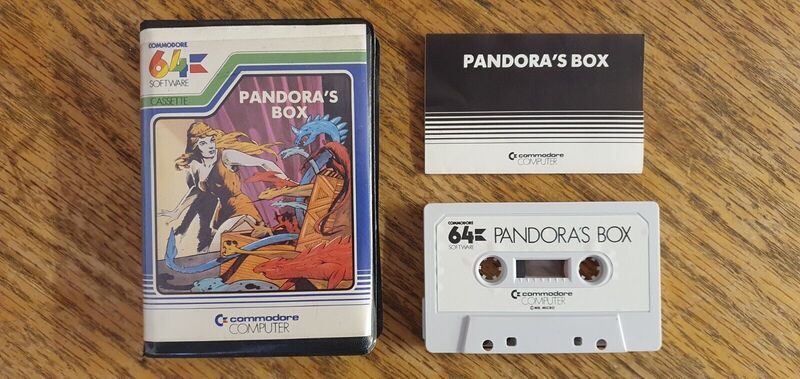 COMMODORE
64
SOFTWARE
CASSETTE
PANDORA'S
BOX
commodore
COMPUTER
PANDORA'S BOX
commodore
COMPUTER
COMMODORE
64
SOFTWARE
PANDORA'S BOX
commodore
COMPUTER